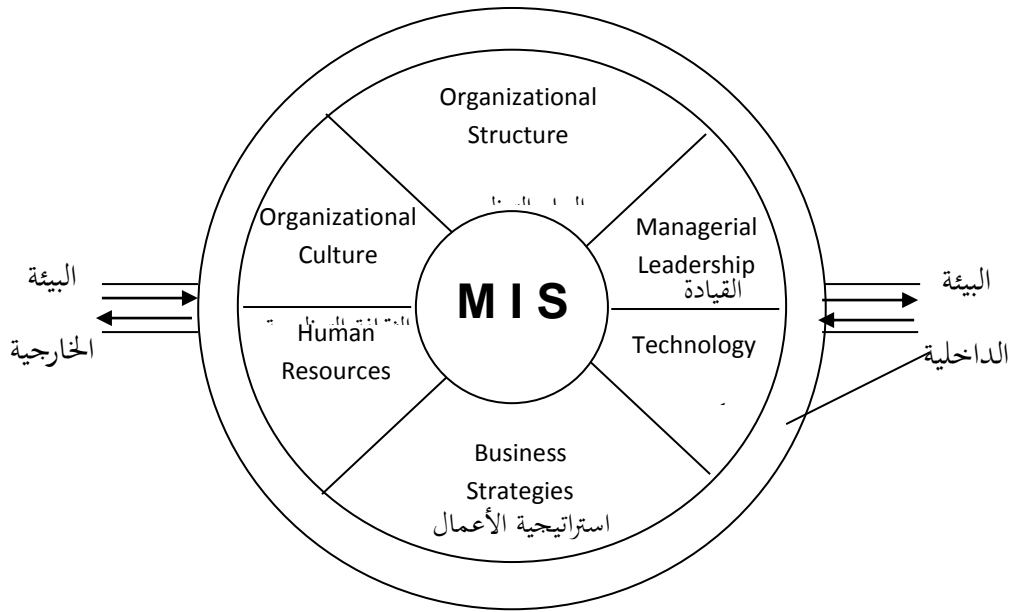 Organizational
Structure
Organizational
Culture
Managerial
Leadership
القيادة
M I S
البيئة
الخارجية
البيئة
الداخلية
Human
Resources
Technology
Business
Strategies
استراتيجية الأعمال